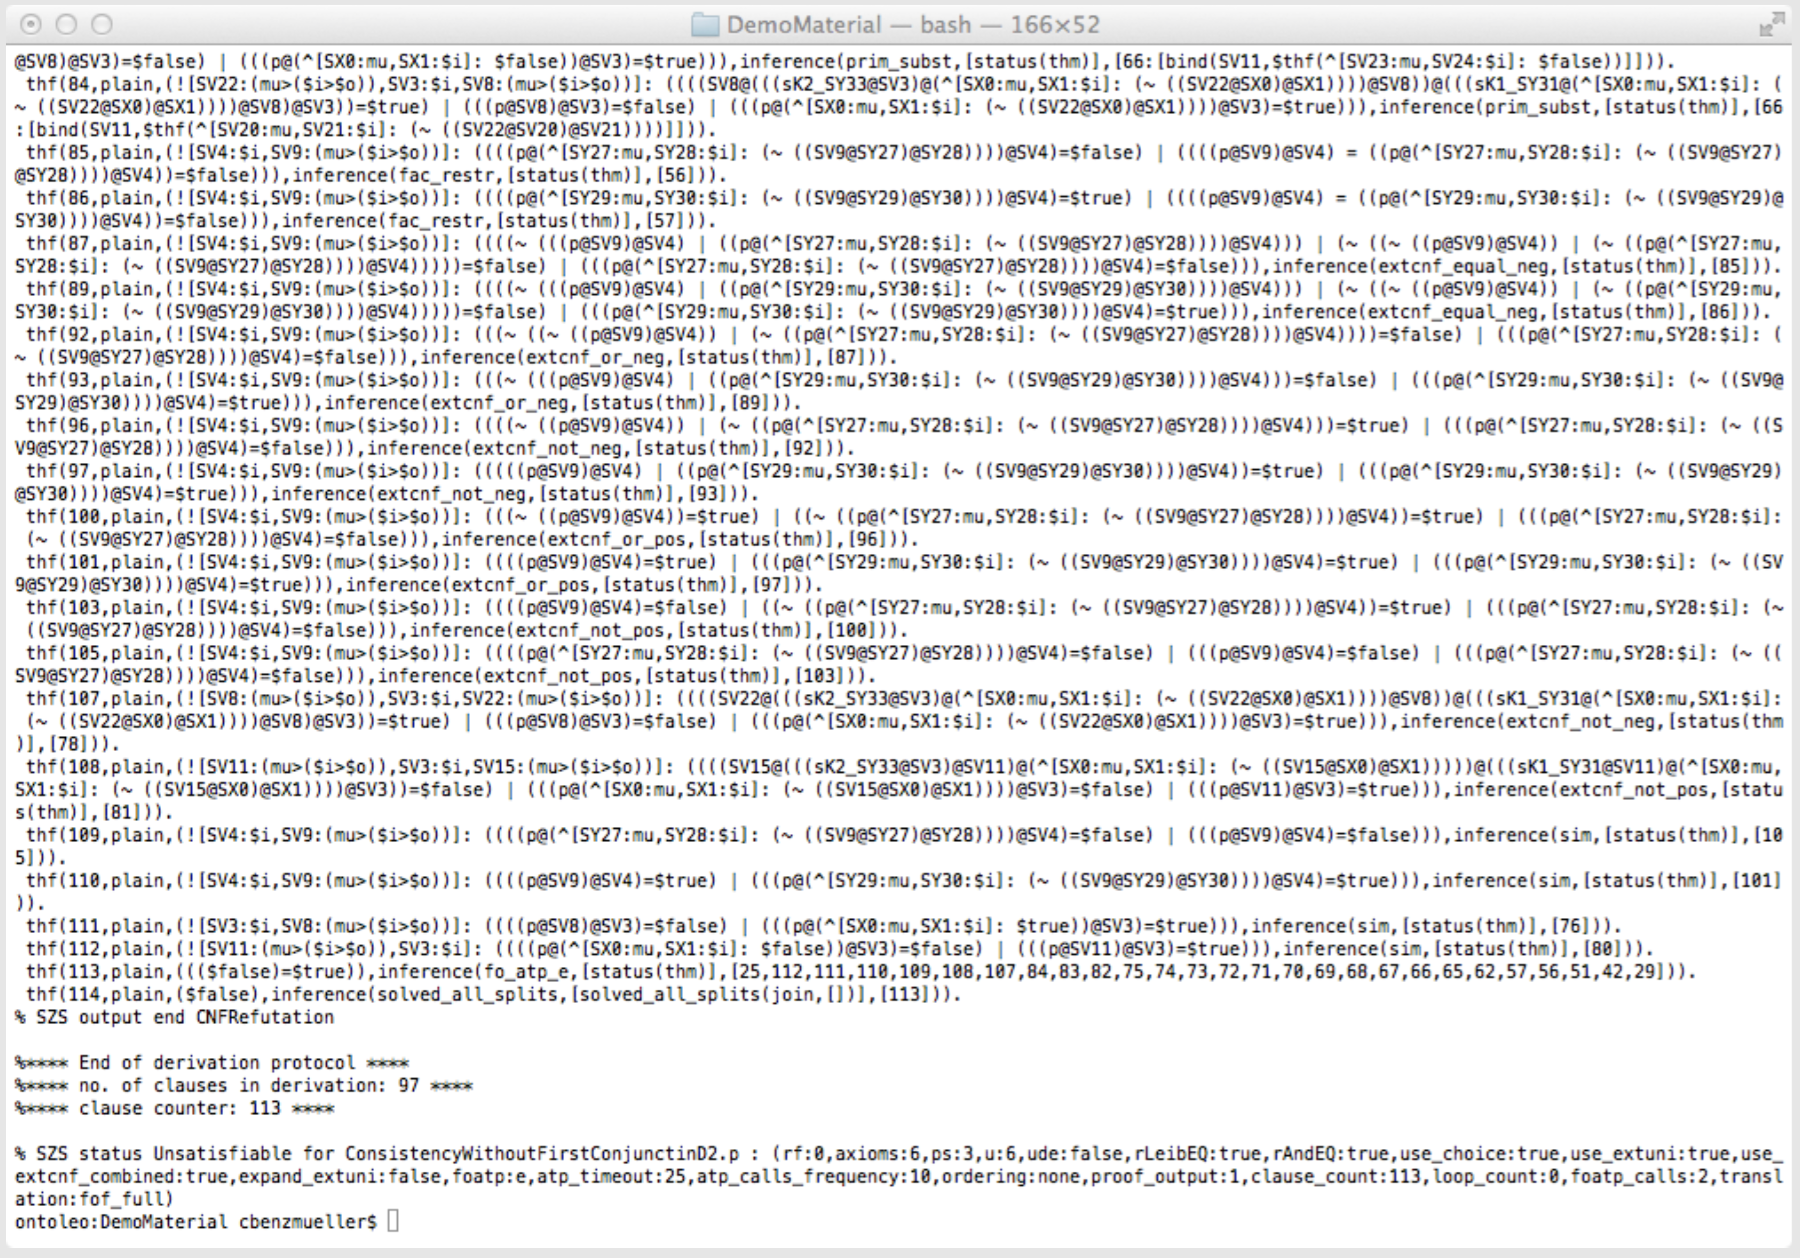 DemoMaterial — bash — 166×52
@SV8)@SV3)=$false) | (((p@(^[SX0:mu,SX1:$i]: $false))@SV3)=$true))),inference(prim_subst,[status(thm)],[66:[bind(SV11,$thf(^[SV23:mu,SV24:$i]: $false))]])).
thf(84,plain,(![SV22:(mu>($i>$o)),SV3:$i,SV8:(mu>($i>$o))]: ((((SV8@(((sK2_SY33@SV3)@(^[SX0:mu,SX1:$i]: (~ ((SV22@SX0)@SX1))))@SV8))@(((sK1_SY31@(^[SX0:mu,SX1:$i]: (
~ ((SV22@SX0)@SX1))))@SV8)@SV3))=$true) | (((p@SV8)@SV3)=$false) | (((p@(^[SX0:mu,SX1:$i]: (~ ((SV22@SX0)@SX1))))@SV3)=$true))),inference(prim_subst,[status(thm)],[66
:[bind(SV11,$thf(^[SV20:mu,SV21:$i]: (~ ((SV22@SV20)@SV21))))]])).
thf(85,plain,(![SV4:$i,SV9:(mu>($i>$o))]: ((((p@(^[SY27:mu,SY28:$i]: (~ ((SV9@SY27)@SY28))))@SV4)=$false) | ((((p@SV9)@SV4) = ((p@(^[SY27:mu,SY28:$i]: (~ ((SV9@SY27)
@SY28))))@SV4))=$false))),inference(fac_restr,[status(thm)],[56])).
thf(86,plain,(![SV4:$i,SV9:(mu>($i>$o))]: ((((p@(^[SY29:mu,SY30:$i]: (~ ((SV9@SY29)@SY30))))@SV4)=$true) | ((((p@SV9)@SV4) = ((p@(^[SY29:mu,SY30:$i]: (~ ((SV9@SY29)@
SY30))))@SV4))=$false))),inference(fac_restr,[status(thm)],[57])).
thf(87,plain,(![SV4:$i,SV9:(mu>($i>$o))]: ((((~ (((p@SV9)@SV4) | ((p@(^[SY27:mu,SY28:$i]: (~ ((SV9@SY27)@SY28))))@SV4))) | (~ ((~ ((p@SV9)@SV4)) | (~ ((p@(^[SY27:mu,
SY28:$i]: (~ ((SV9@SY27)@SY28))))@SV4)))))=$false) | (((p@(^[SY27:mu,SY28:$i]: (~ ((SV9@SY27)@SY28))))@SV4)=$false))),inference(extcnf_equal_neg,[status(thm)],[85])).
thf(89,plain,(![SV4:$i,SV9:(mu>($i>$o))]: ((((~ (((p@SV9)@SV4) | ((p@(^[SY29:mu,SY30:$i]: (~ ((SV9@SY29)@SY30))))@SV4))) | (~ ((~ ((p@SV9)@SV4)) | (~ ((p@(^[SY29:mu,
SY30:$i]: (~ ((SV9@SY29)@SY30))))@SV4)))))=$false) | (((p@(^[SY29:mu,SY30:$i]: (~ ((SV9@SY29)@SY30))))@SV4)=$true))),inference(extcnf_equal_neg,[status(thm)],[86])).
thf(92,plain,(![SV4:$i,SV9:(mu>($i>$o))]: (((~ ((~ ((p@SV9)@SV4)) | (~ ((p@(^[SY27:mu,SY28:$i]: (~ ((SV9@SY27)@SY28))))@SV4))))=$false) | (((p@(^[SY27:mu,SY28:$i]: (
~ ((SV9@SY27)@SY28))))@SV4)=$false))),inference(extcnf_or_neg,[status(thm)],[87])).
thf(93,plain,(![SV4:$i,SV9:(mu>($i>$o))]: (((~ (((p@SV9)@SV4) | ((p@(^[SY29:mu,SY30:$i]: (~ ((SV9@SY29)@SY30))))@SV4)))=$false) | (((p@(^[SY29:mu,SY30:$i]: (~ ((SV9@
SY29)@SY30))))@SV4)=$true))),inference(extcnf_or_neg,[status(thm)],[89])).
thf(96,plain,(![SV4:$i,SV9:(mu>($i>$o))]: ((((~ ((p@SV9)@SV4)) | (~ ((p@(^[SY27:mu,SY28:$i]: (~ ((SV9@SY27)@SY28))))@SV4)))=$true) | (((p@(^[SY27:mu,SY28:$i]: (~ ((S
V9@SY27)@SY28))))@SV4)=$false))),inference(extcnf_not_neg,[status(thm)],[92])).
thf(97,plain,(![SV4:$i,SV9:(mu>($i>$o))]: (((((p@SV9)@SV4) | ((p@(^[SY29:mu,SY30:$i]: (~ ((SV9@SY29)@SY30))))@SV4))=$true) | (((p@(^[SY29:mu,SY30:$i]: (~ ((SV9@SY29)
@SY30))))@SV4)=$true))),inference(extcnf_not_neg,[status(thm)],[93])).
thf(100,plain,(![SV4:$i,SV9:(mu>($i>$o))]: (((~ ((p@SV9)@SV4))=$true) | ((~ ((p@(^[SY27:mu,SY28:$i]: (~ ((SV9@SY27)@SY28))))@SV4))=$true) | (((p@(^[SY27:mu,SY28:$i]:
(~ ((SV9@SY27)@SY28))))@SV4)=$false))),inference(extcnf_or_pos,[status(thm)],[96])).
thf(101,plain,(![SV4:$i,SV9:(mu>($i>$o))]: ((((p@SV9)@SV4)=$true) | (((p@(^[SY29:mu,SY30:$i]: (~ ((SV9@SY29)@SY30))))@SV4)=$true) | (((p@(^[SY29:mu,SY30:$i]: (~ ((SV
9@SY29)@SY30))))@SV4)=$true))),inference(extcnf_or_pos,[status(thm)],[97])).
thf(103,plain,(![SV4:$i,SV9:(mu>($i>$o))]: ((((p@SV9)@SV4)=$false) | ((~ ((p@(^[SY27:mu,SY28:$i]: (~ ((SV9@SY27)@SY28))))@SV4))=$true) | (((p@(^[SY27:mu,SY28:$i]: (~
((SV9@SY27)@SY28))))@SV4)=$false))),inference(extcnf_not_pos,[status(thm)],[100])).
thf(105,plain,(![SV4:$i,SV9:(mu>($i>$o))]: ((((p@(^[SY27:mu,SY28:$i]: (~ ((SV9@SY27)@SY28))))@SV4)=$false) | (((p@SV9)@SV4)=$false) | (((p@(^[SY27:mu,SY28:$i]: (~ ((
SV9@SY27)@SY28))))@SV4)=$false))),inference(extcnf_not_pos,[status(thm)],[103])).
thf(107,plain,(![SV8:(mu>($i>$o)),SV3:$i,SV22:(mu>($i>$o))]: ((((SV22@(((sK2_SY33@SV3)@(^[SX0:mu,SX1:$i]: (~ ((SV22@SX0)@SX1))))@SV8))@(((sK1_SY31@(^[SX0:mu,SX1:$i]:
(~ ((SV22@SX0)@SX1))))@SV8)@SV3))=$true) | (((p@SV8)@SV3)=$false) | (((p@(^[SX0:mu,SX1:$i]: (~ ((SV22@SX0)@SX1))))@SV3)=$true))),inference(extcnf_not_neg,[status(thm
)],[78])).
thf(108,plain,(![SV11:(mu>($i>$o)),SV3:$i,SV15:(mu>($i>$o))]: ((((SV15@(((sK2_SY33@SV3)@SV11)@(^[SX0:mu,SX1:$i]: (~ ((SV15@SX0)@SX1)))))@(((sK1_SY31@SV11)@(^[SX0:mu,
SX1:$i]: (~ ((SV15@SX0)@SX1))))@SV3))=$false) | (((p@(^[SX0:mu,SX1:$i]: (~ ((SV15@SX0)@SX1))))@SV3)=$false) | (((p@SV11)@SV3)=$true))),inference(extcnf_not_pos,[statu
s(thm)],[81])).
thf(109,plain,(![SV4:$i,SV9:(mu>($i>$o))]: ((((p@(^[SY27:mu,SY28:$i]: (~ ((SV9@SY27)@SY28))))@SV4)=$false) | (((p@SV9)@SV4)=$false))),inference(sim,[status(thm)],[10
5])).
thf(110,plain,(![SV4:$i,SV9:(mu>($i>$o))]: ((((p@SV9)@SV4)=$true) | (((p@(^[SY29:mu,SY30:$i]: (~ ((SV9@SY29)@SY30))))@SV4)=$true))),inference(sim,[status(thm)],[101]
)).
thf(111,plain,(![SV3:$i,SV8:(mu>($i>$o))]: ((((p@SV8)@SV3)=$false) | (((p@(^[SX0:mu,SX1:$i]: $true))@SV3)=$true))),inference(sim,[status(thm)],[76])).
thf(112,plain,(![SV11:(mu>($i>$o)),SV3:$i]: ((((p@(^[SX0:mu,SX1:$i]: $false))@SV3)=$false) | (((p@SV11)@SV3)=$true))),inference(sim,[status(thm)],[80])).
thf(113,plain,((($false)=$true)),inference(fo_atp_e,[status(thm)],[25,112,111,110,109,108,107,84,83,82,75,74,73,72,71,70,69,68,67,66,65,62,57,56,51,42,29])).
thf(114,plain,($false),inference(solved_all_splits,[solved_all_splits(join,[])],[113])).
% SZS output end CNFRefutation
%**** End of derivation protocol ****
%**** no. of clauses in derivation: 97 ****
%**** clause counter: 113 ****
% SZS status Unsatisfiable for ConsistencyWithoutFirstConjunctinD2.p : (rf:0,axioms:6,ps:3,u:6,ude:false,rLeibEQ:true,rAndEQ:true,use_choice:true,use_extuni:true,use_
extcnf_combined:true,expand_extuni:false,foatp:e,atp_timeout:25,atp_calls_frequency:10,ordering:none,proof_output:1,clause_count:113,loop_count:0,foatp_calls:2,transl
ation:fof_full)
ontoleo:DemoMaterial cbenzmueller$